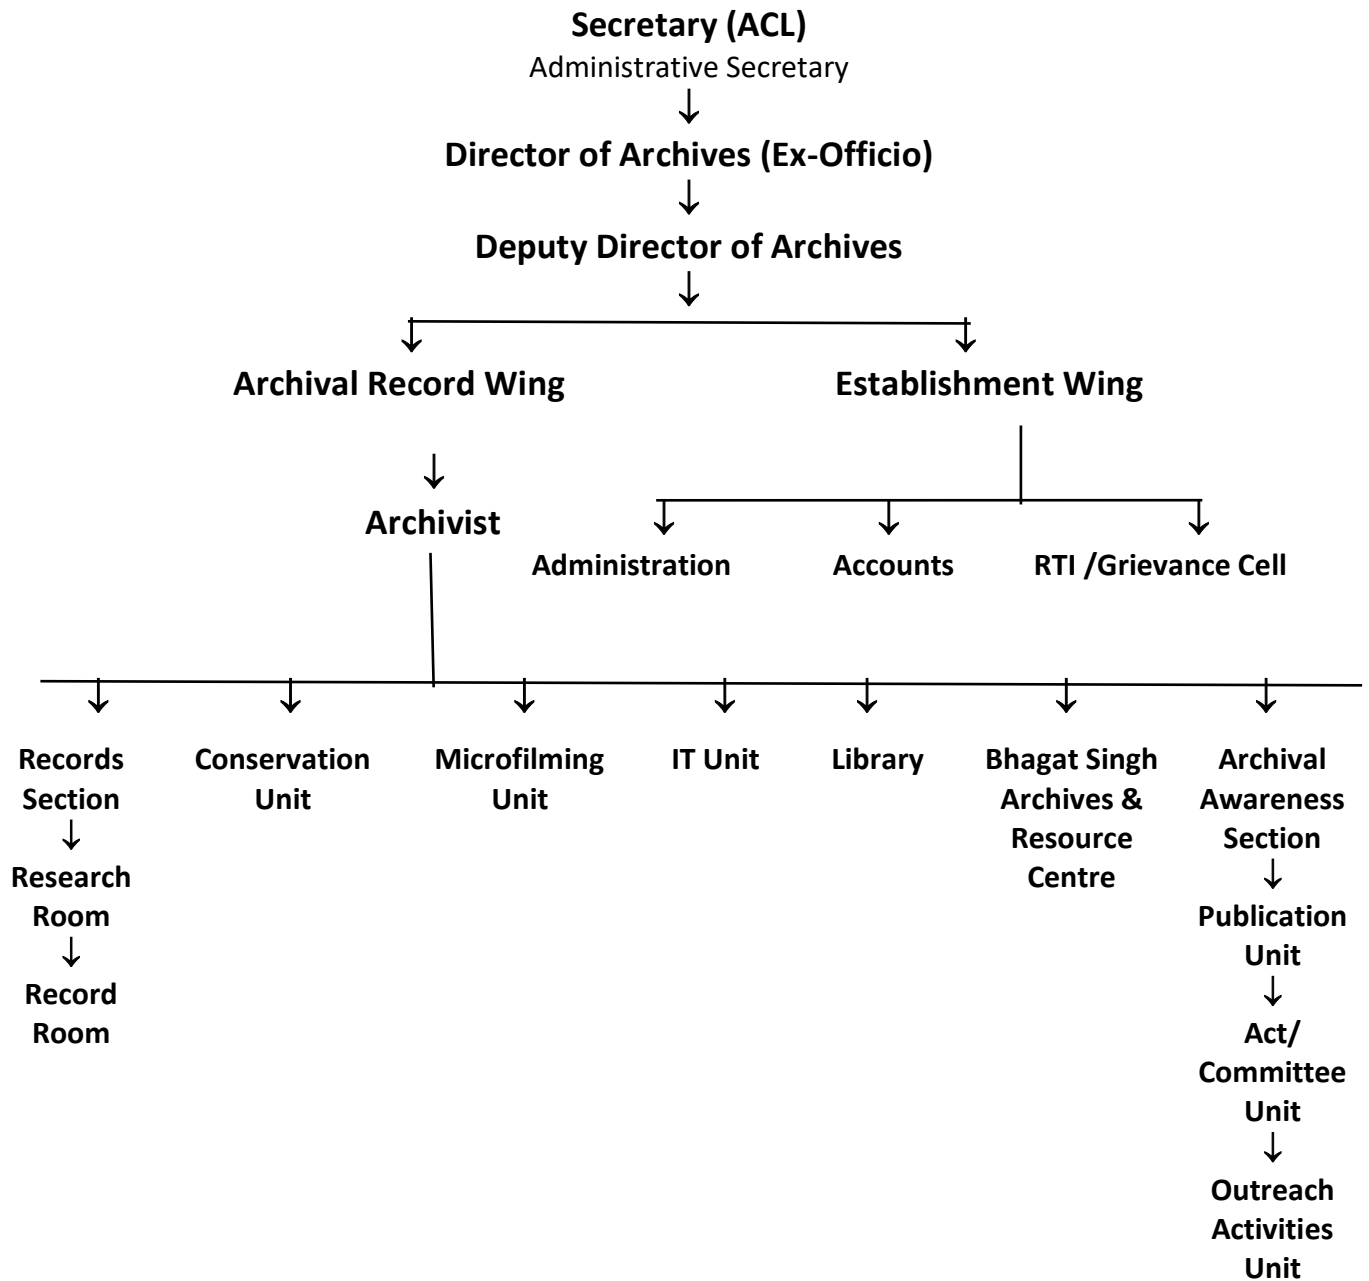 Secretary (ACL)
Administrative Secretary
Director of Archives (Ex-Officio)
Deputy Director of Archives
Archival Record Wing
Establishment Wing
Archivist
Administration
Accounts
RTI /Grievance Cell
Records
Section
Research
Room
Record
Room
Conservation
Unit
Microfilming
Unit
IT Unit
Library
Bhagat Singh
Archives &
Resource
Centre
Archival
Awareness
Section
Publication
Unit
Act/
Committee
Unit
Outreach
Activities
Unit